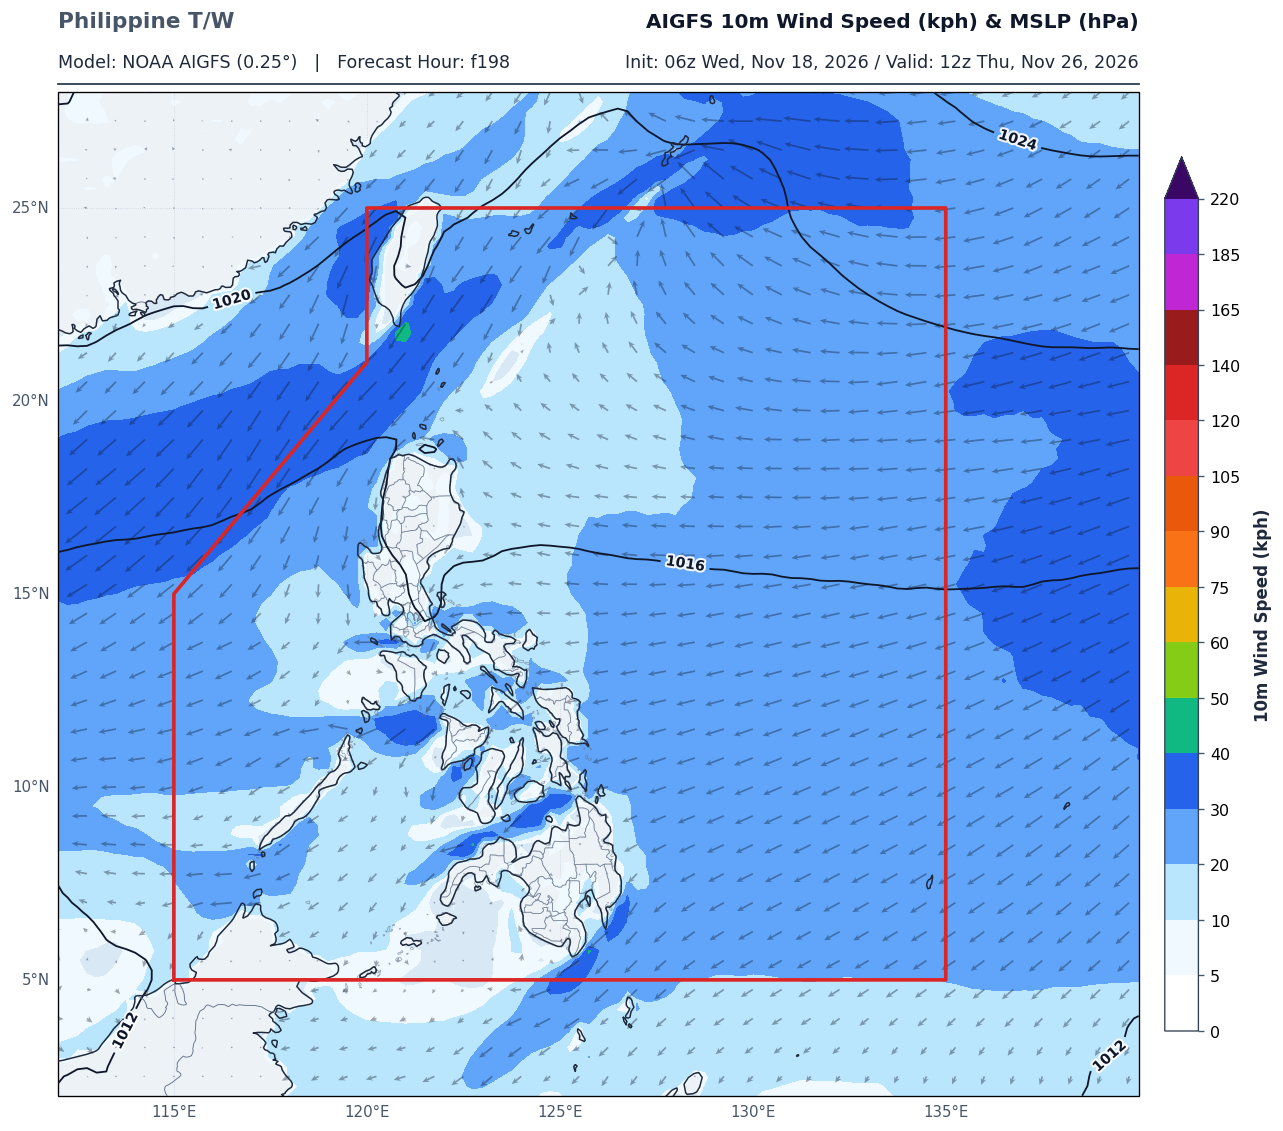 Philippine T/W
AIGFS 10m Wind Speed (kph) & MSLP (hPa)
Model: NOAA AIGFS (0.25°) | Forecast Hour: f198
Init: 06z Wed, Nov 18, 2026 / Valid: 12z Thu, Nov 26, 2026
1024
1020
1016
1012
1012
25°N
20°N
15°N
10°N
5°N
115°E
120°E
125°E
130°E
135°E
220
185
165
140
120
105
90
75
60
50
40
30
20
10
5
0
10m Wind Speed (kph)